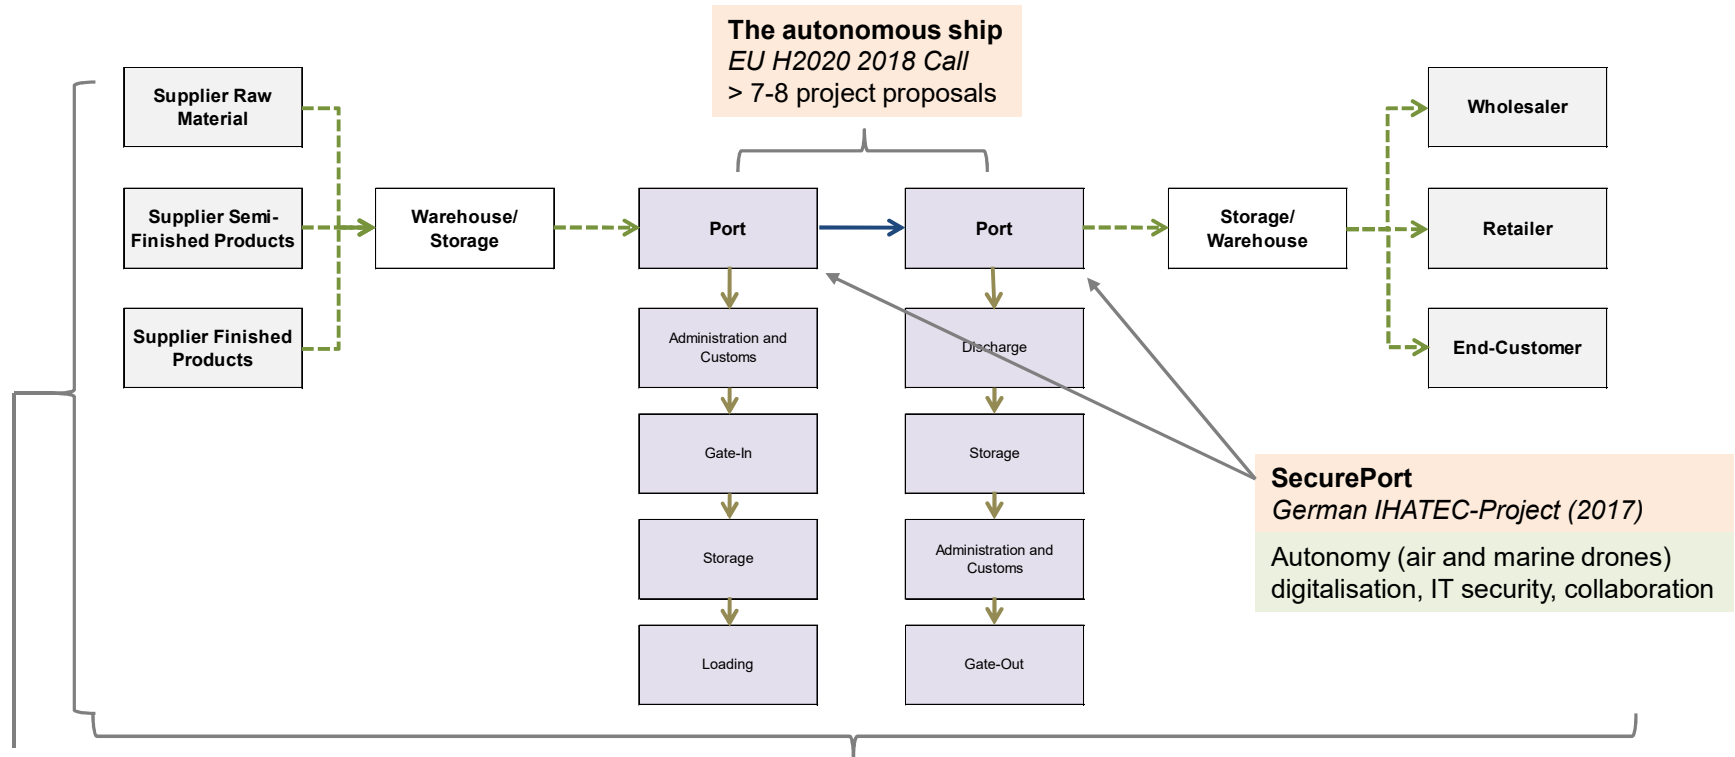 The autonomous ship
EU H2020 2018 Call
> 7-8 project proposals
Supplier Raw
Material
Supplier Semi-
Finished Products
Supplier Finished
Products
Warehouse/
Storage
Port
Administration and
Customs
Gate-In
Storage
Loading
Port
Discharge
Storage
Administration and
Customs
Gate-Out
Storage/
Warehouse
Wholesaler
Retailer
End-Customer
SecurePort
German IHATEC-Project (2017)
Autonomy (air and marine drones)
digitalisation, IT security, collaboration